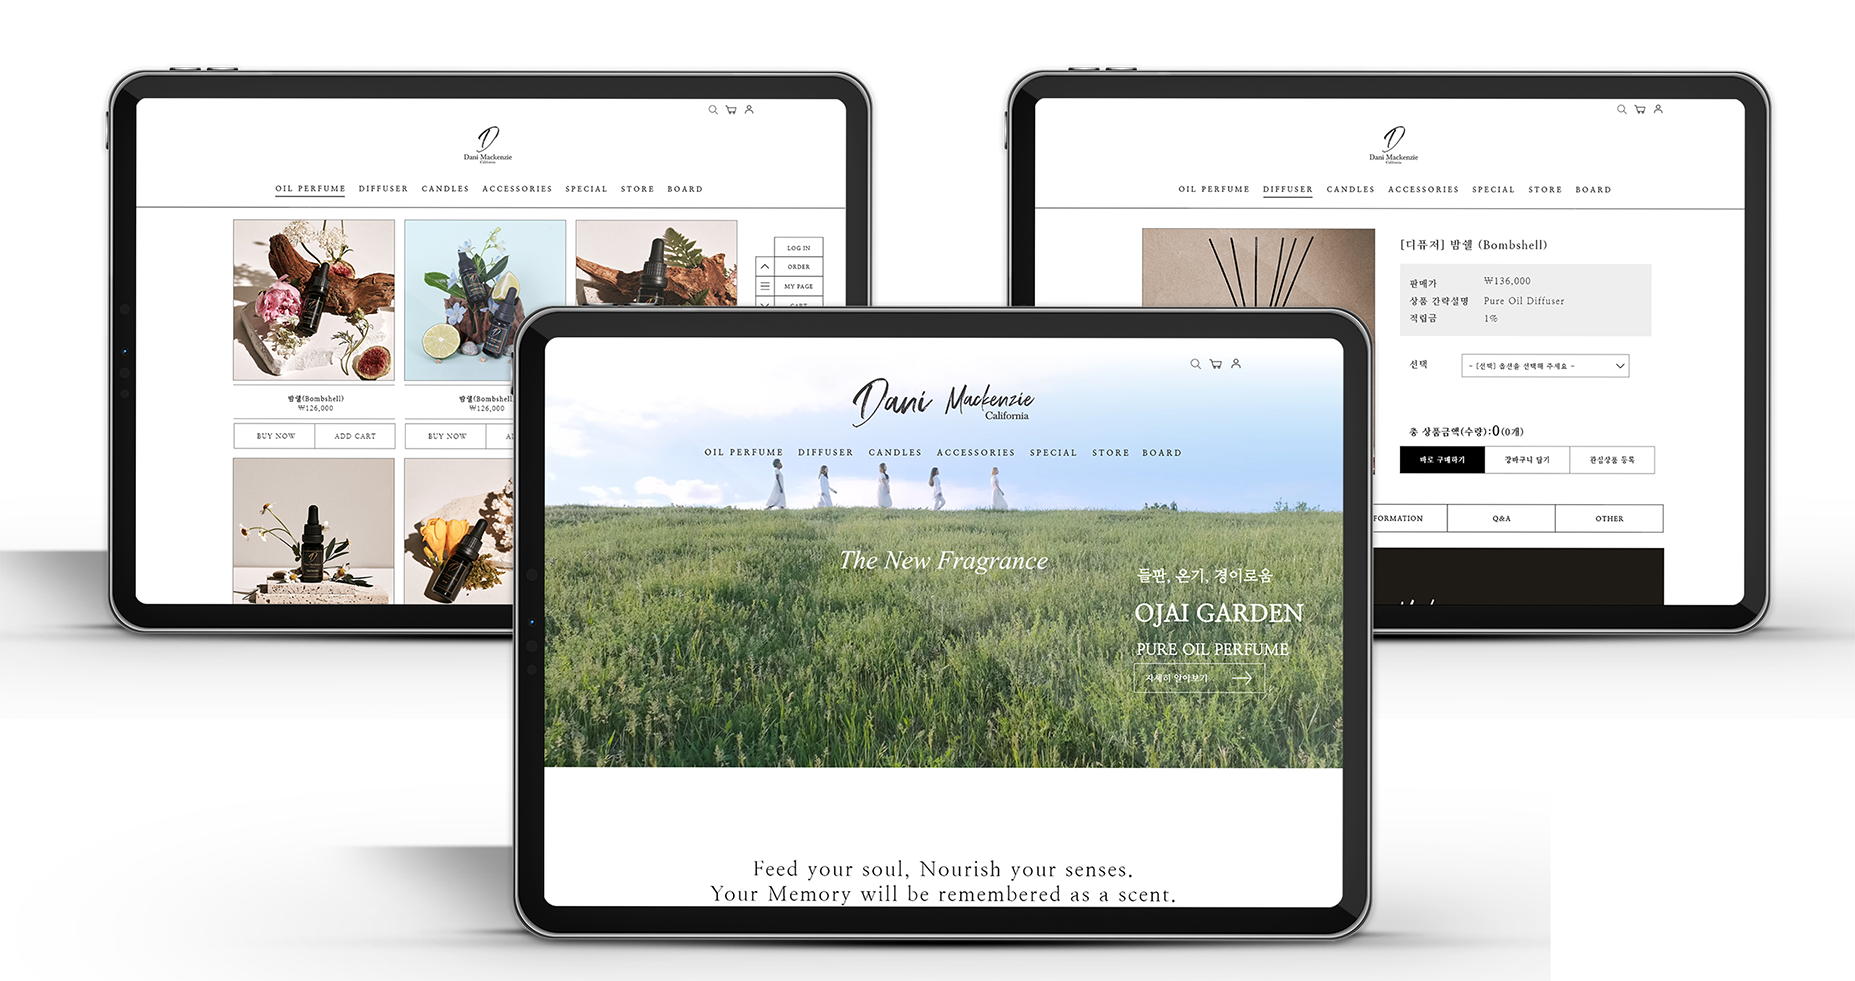 D
Dani Mackenzie
California
OIL PERFUME DIFFUSER CANDLES ACCESSORIES SPECIAL STORE BOARD
LOG IN
ORDER
MY PAGE
CART
밤쉘(Bombshell)
₩126,000
BUY NOW ADD CART
밤쉘(Bombshell
₩126,000
BUY NOW
D
Dani Mackenzie
California
OIL PERFUME DIFFUSER CANDLES ACCESSORIES SPECIAL STORE BOARD
[디퓨저] 밤쉘 (Bombshell)
판매가 ₩136,000
상품 간략설명 Pure Oil Diffuser
적립금 1%
선택 - [선택] 옵션을 선택해 주세요 -
총 상품금액(수량):0(0개)
바로 구매하기 장바구니 담기 관심상품 등록
FORMATION Q&A OTHER
Dani Mackenzie
California
OIL PERFUME DIFFUSER CANDLES ACCESSORIES SPECIAL STORE BOARD
The New Fragrance
들판, 온기, 경이로움
OJAI GARDEN
PURE OIL PERFUME
자세히 알아보기
Feed your soul, Nourish your senses.
Your Memory will be remembered as a scent.